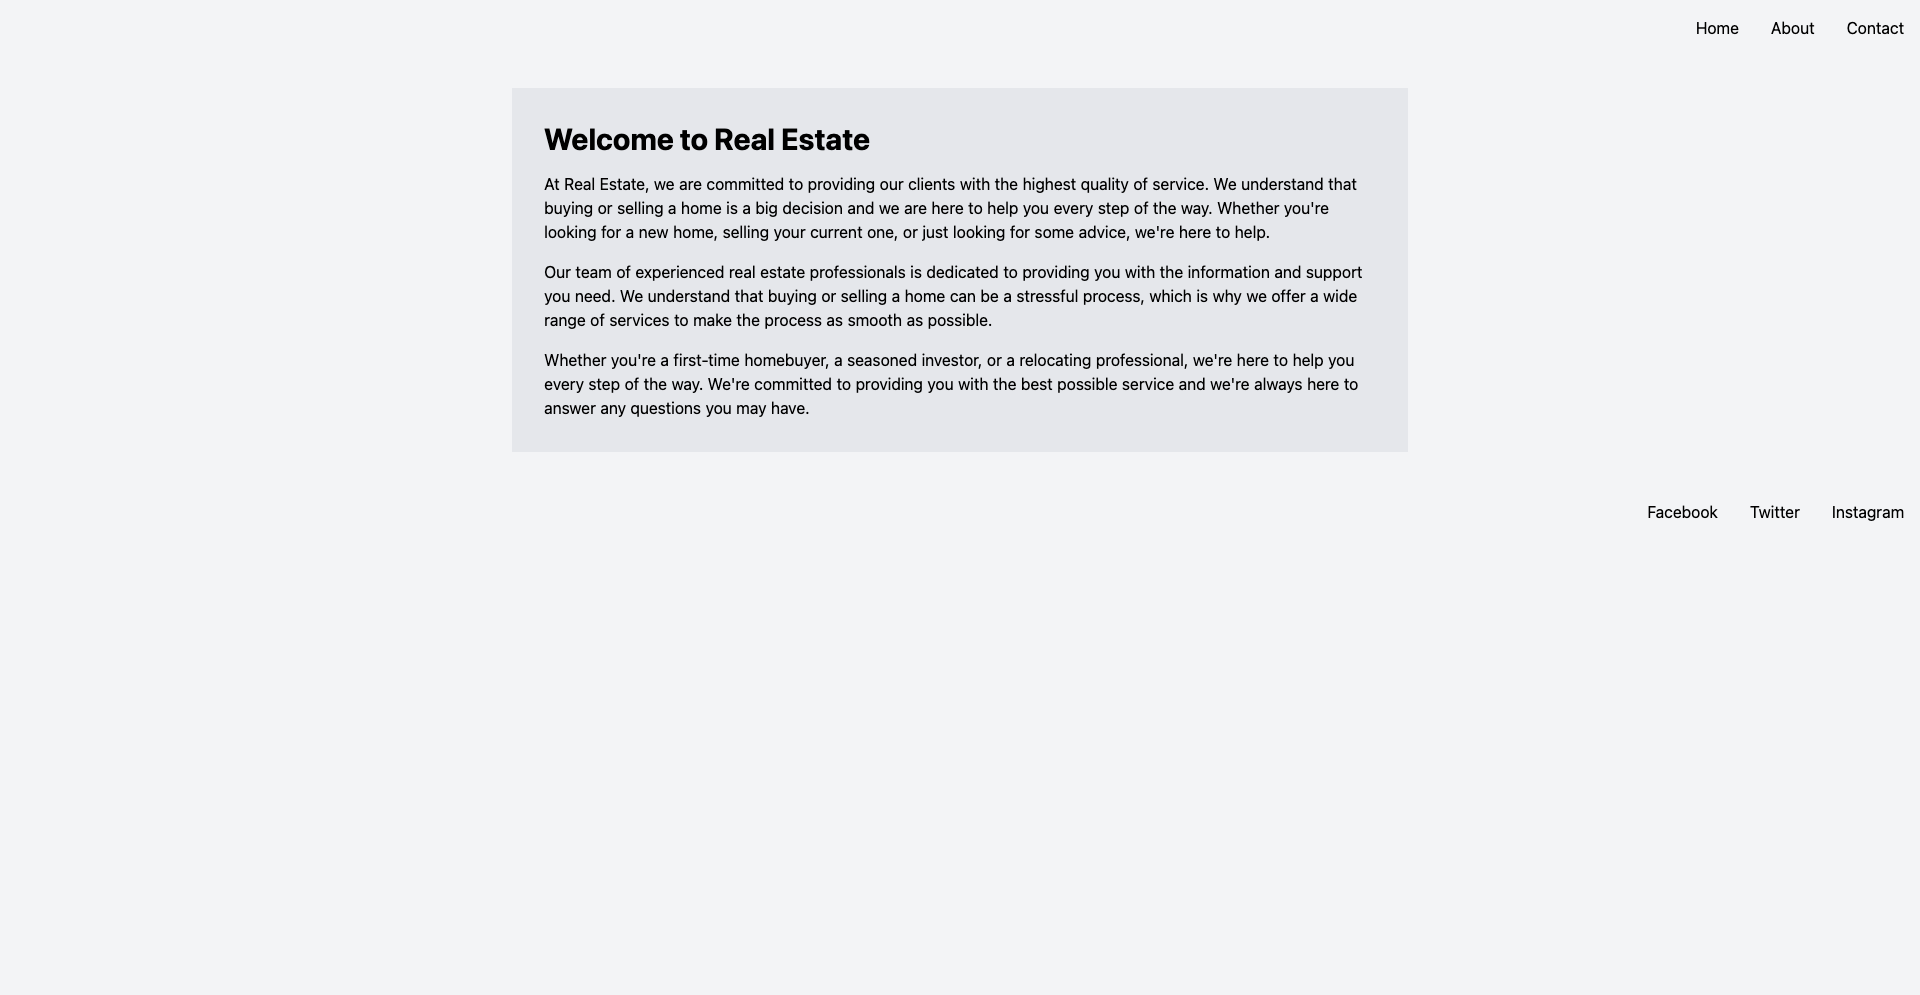 Home About Contact
Welcome to Real Estate
At Real Estate, we are committed to providing our clients with the highest quality of service. We understand that
buying or selling a home is a big decision and we are here to help you every step of the way. Whether you're
looking for a new home, selling your current one, or just looking for some advice, we're here to help.
Our team of experienced real estate professionals is dedicated to providing you with the information and support
you need. We understand that buying or selling a home can be a stressful process, which is why we offer a wide
range of services to make the process as smooth as possible.
Whether you're a first-time homebuyer, a seasoned investor, or a relocating professional, we're here to help you
every step of the way. We're committed to providing you with the best possible service and we're always here to
answer any questions you may have.
Facebook Twitter Instagram